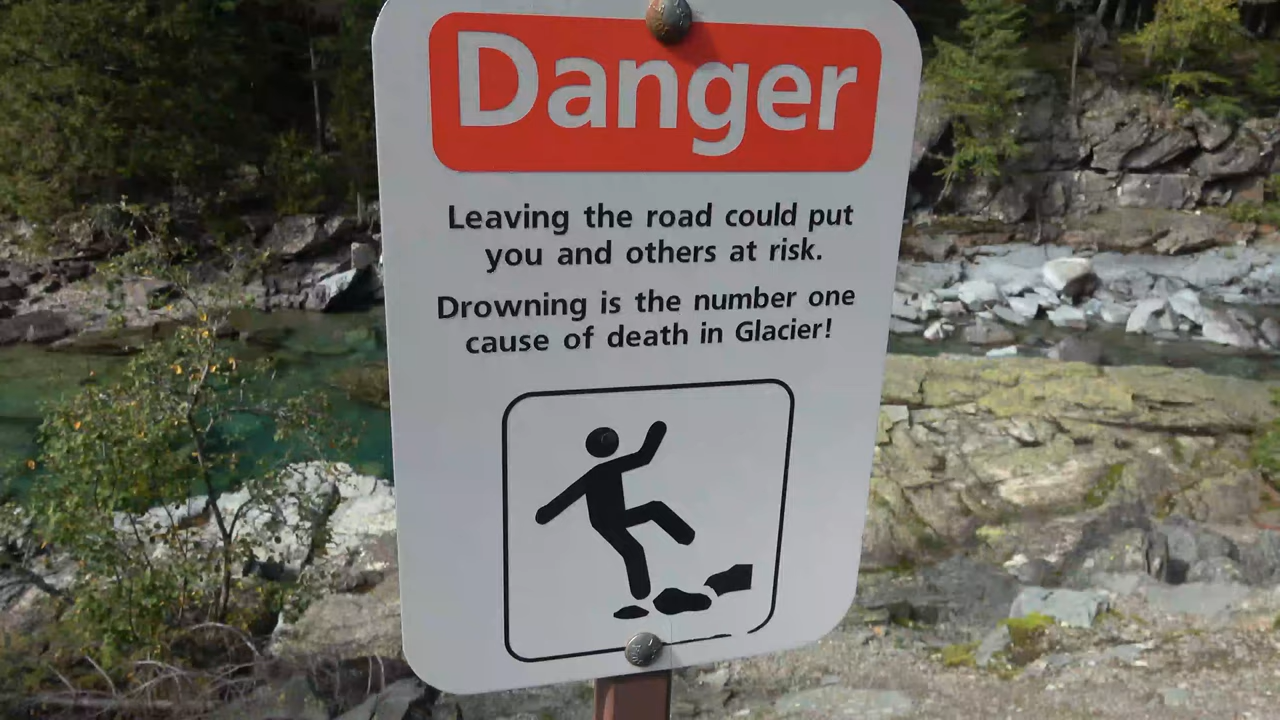 Danger
Leaving the road could put
you and others at risk.
Drowning is the number one
cause of death in Glacier!